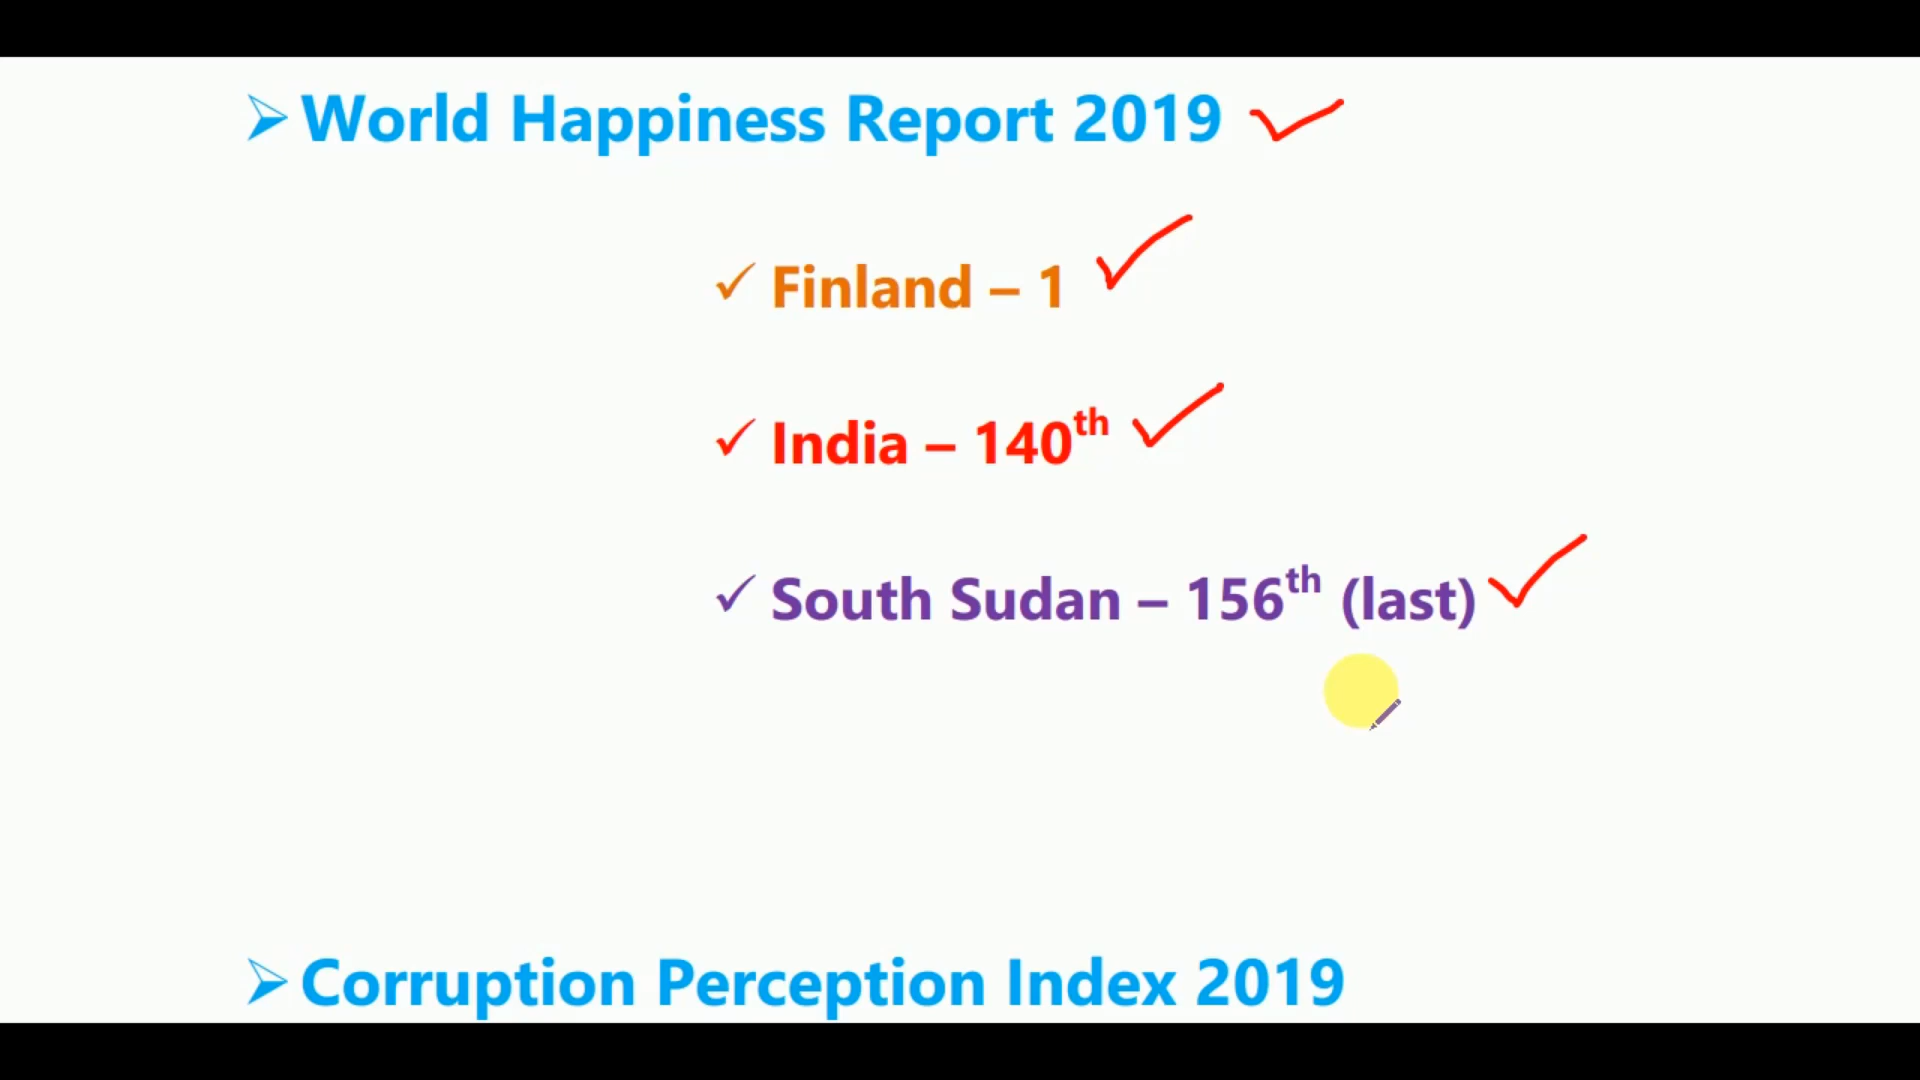 World Happiness Report 2019
Finland – 1
India – 140th
South Sudan – 156th (last)
Corruption Perception Index 2019